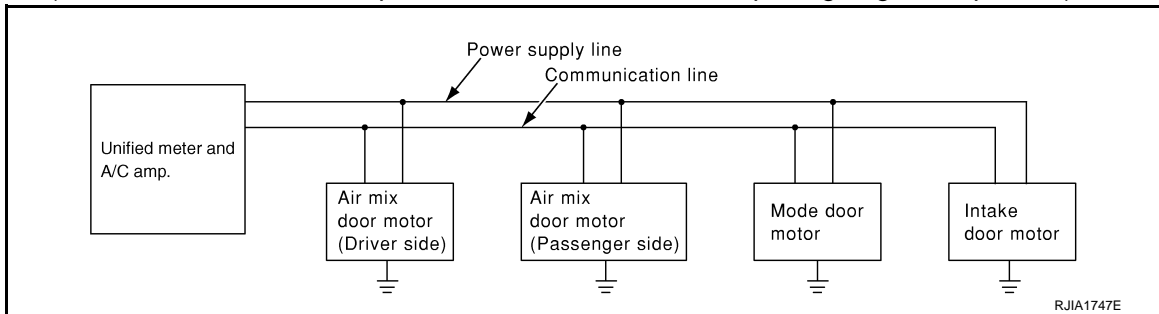 Power supply line
Communication line
Unified meter and
A/C amp.
Air mix
door motor
(Driver side)
Air mix
door motor
(Passenger side)
Mode door
motor
Intake
door motor
RJIA1747E